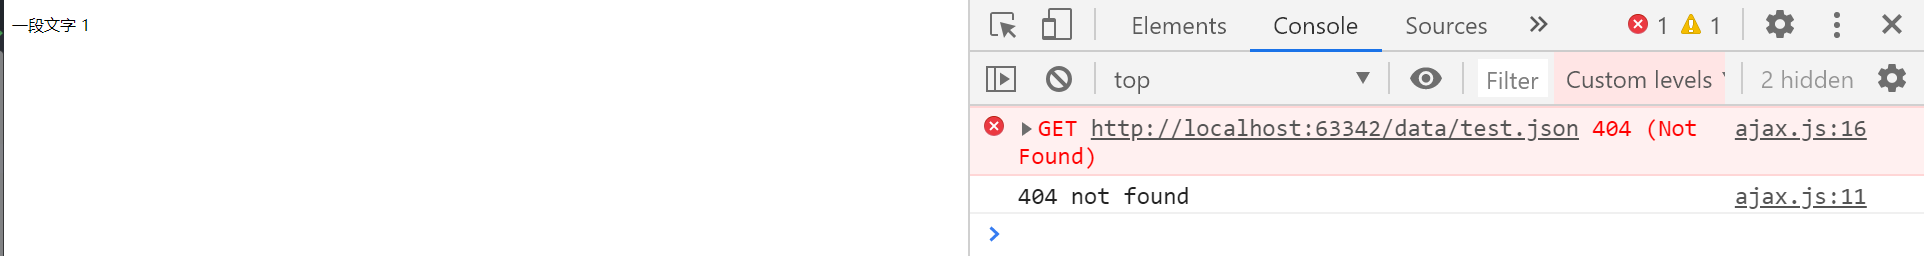 一段文字 1
Elements Console Sources 1 1
top Filter Custom levels 2 hidden
GET http://localhost:63342/data/test.json 404 (Not ajax.js:16
Found)
404 not found ajax.js:11